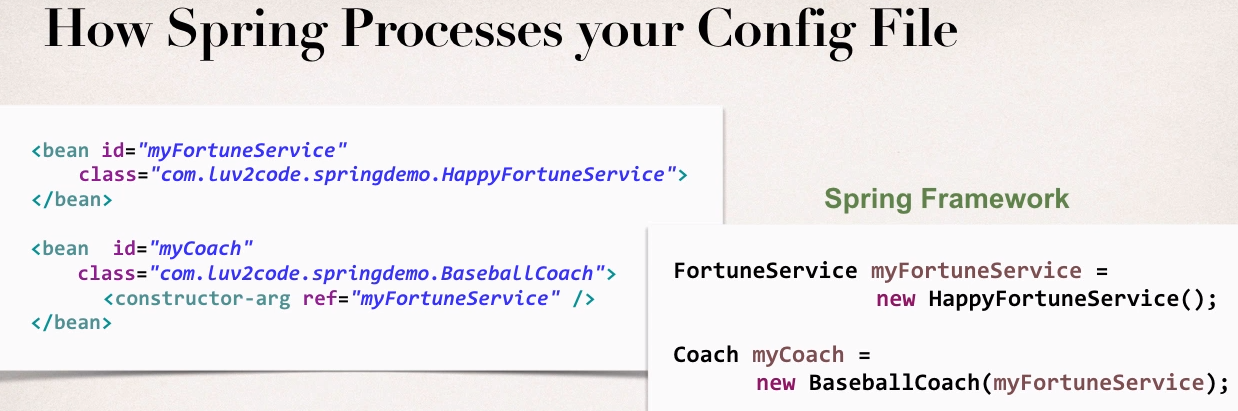 How Spring Processes your Config File
<bean id="myFortuneService"
class="com.luv2code.springdemo.HappyFortuneService">
</bean>
<bean id="myCoach"
class="com.luv2code.springdemo.BaseballCoach">
<constructor-arg ref="myFortuneService" />
</bean>
Spring Framework
FortuneService myFortuneService =
new HappyFortuneService();
Coach myCoach =
new BaseballCoach(myFortuneService);